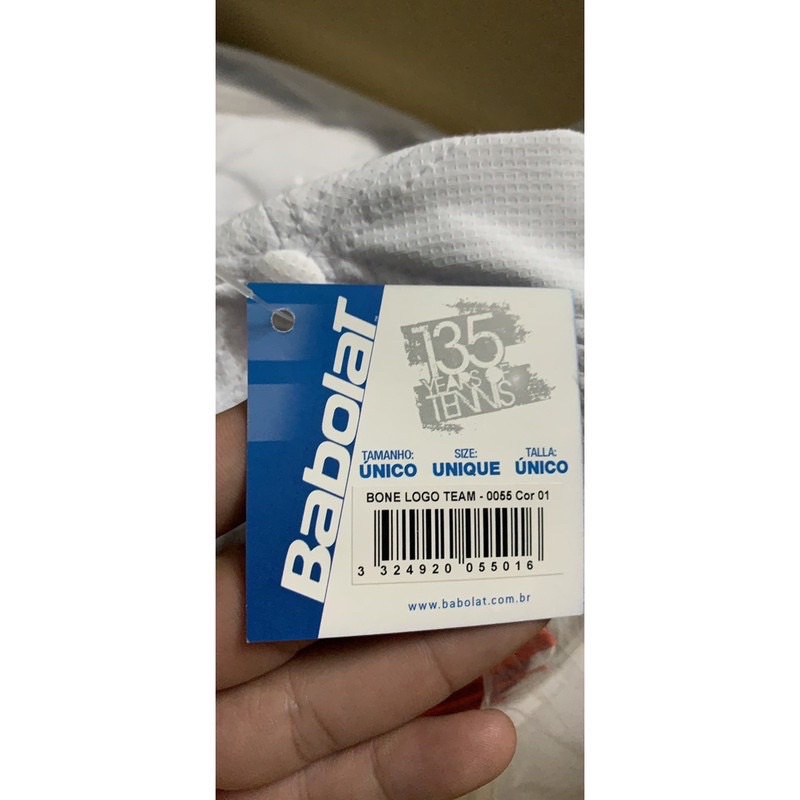 Babolat
135
YEARS OF
TENNIS
TAMANHO: SIZE: TALLA:
ÚNICO UNIQUE ÚNICO
BONE LOGO TEAM - 0055 Cor 01
3 324920 055016
www.babolat.com.br